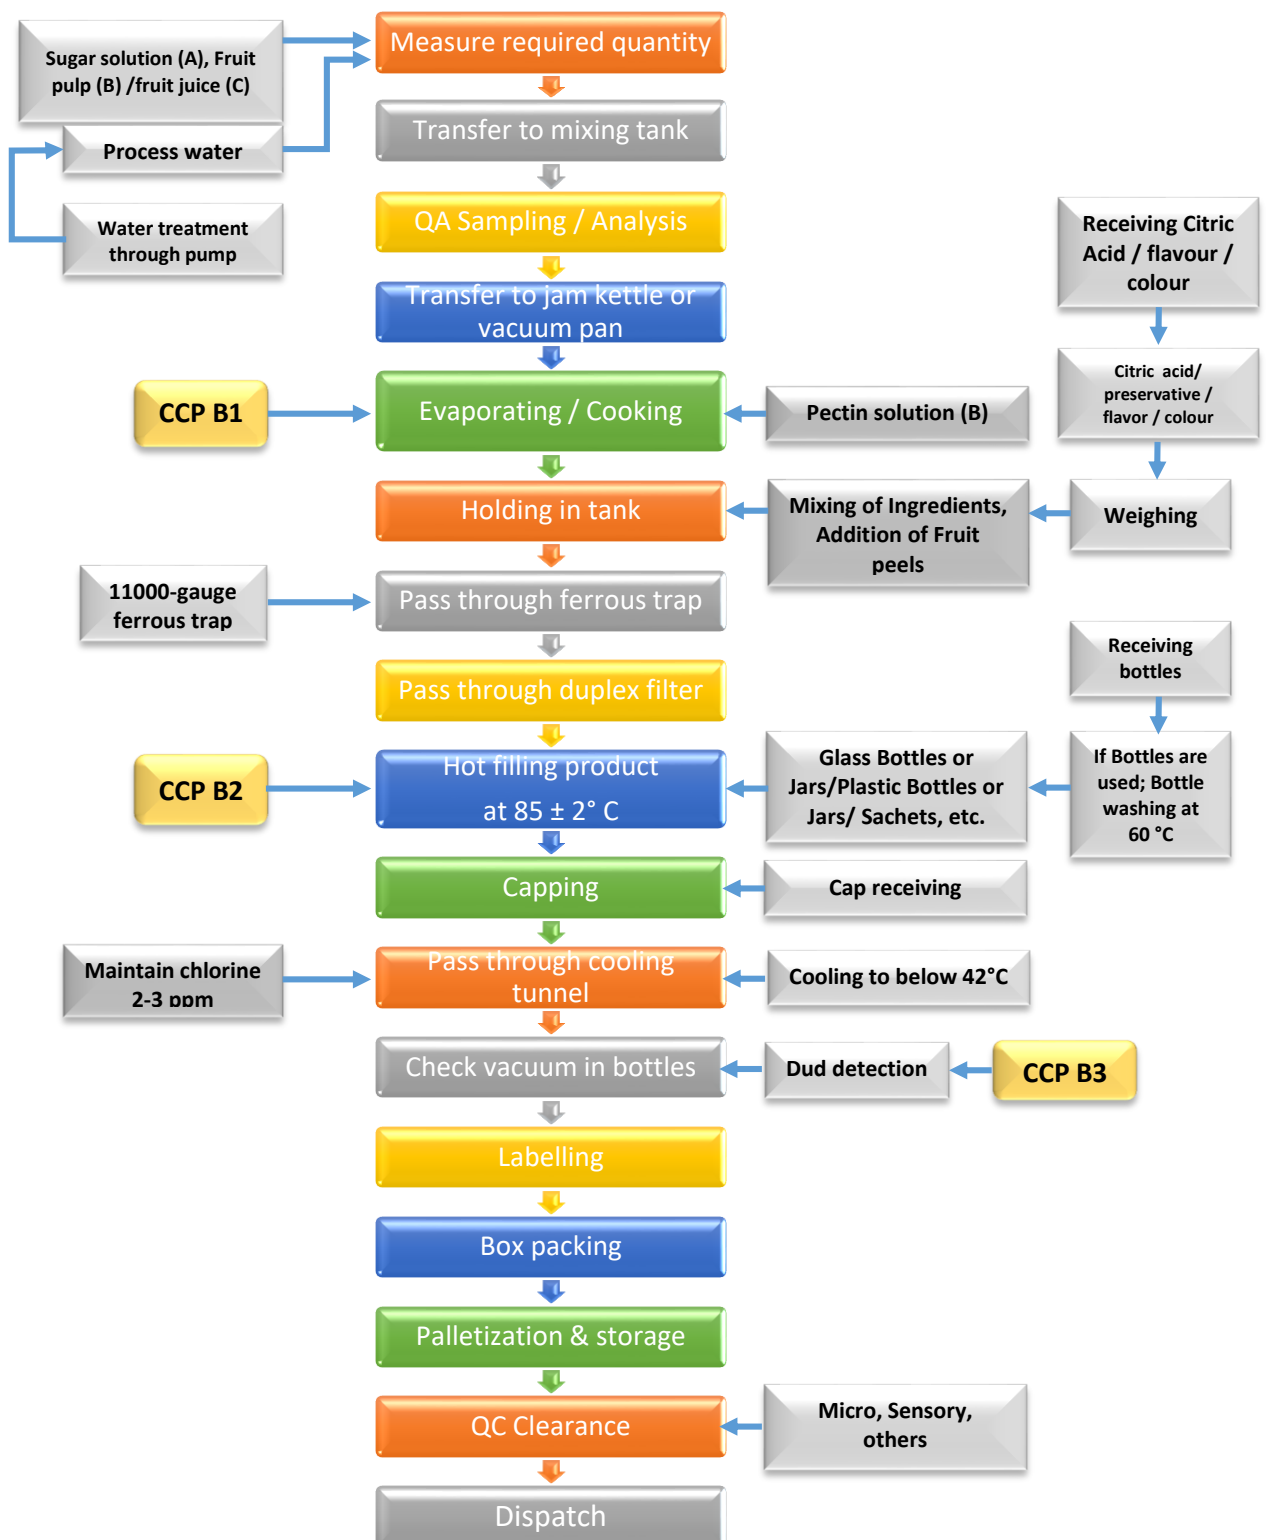 Sugar solution (A), Fruit
pulp (B) /fruit juice (C)
Measure required quantity
Process water
Transfer to mixing tank
Water treatment
through pump
QA Sampling / Analysis
Receiving Citric
Acid / flavour /
colour
Transfer to jam kettle or
vacuum pan
CCP B1
Evaporating / Cooking
Pectin solution (B)
Citric acid/
preservative /
flavor / colour
Holding in tank
Mixing of Ingredients,
Addition of Fruit
peels
Weighing
11000-gauge
ferrous trap
Pass through ferrous trap
Pass through duplex filter
Receiving
bottles
CCP B2
Hot filling product
at 85 ± 2° C
Glass Bottles or
Jars/Plastic Bottles or
Jars/ Sachets, etc.
If Bottles are
used; Bottle
washing at
60 °C
Capping
Cap receiving
Maintain chlorine
2-3 ppm
Pass through cooling
tunnel
Cooling to below 42°C
Check vacuum in bottles
Dud detection
CCP B3
Labelling
Box packing
Palletization & storage
QC Clearance
Micro, Sensory,
others
Dispatch